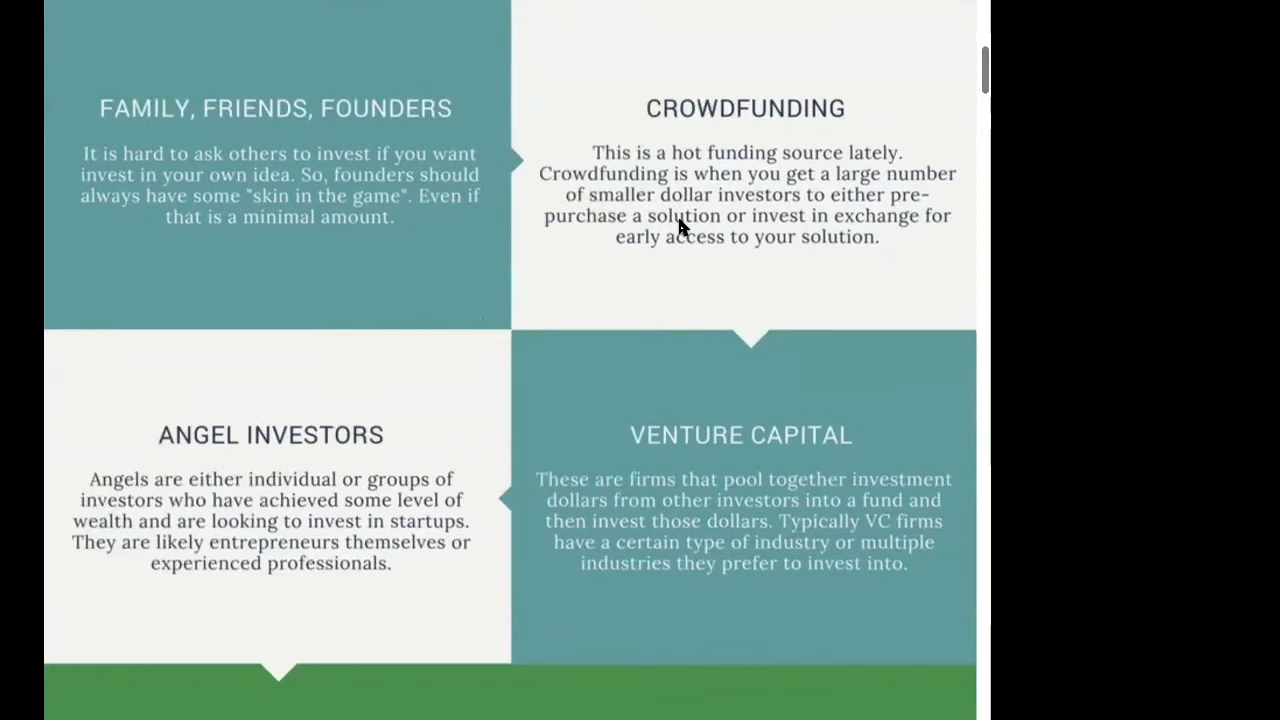 FAMILY, FRIENDS, FOUNDERS
It is hard to ask others to invest if you want
invest in your own idea. So, founders should
always have some "skin in the game". Even if
that is a minimal amount.
CROWDFUNDING
This is a hot funding source lately.
Crowdfunding is when you get a large number
of smaller dollar investors to either pre-
purchase a solution or invest in exchange for
early access to your solution.
ANGEL INVESTORS
Angels are either individual or groups of
investors who have achieved some level of
wealth and are looking to invest in startups.
They are likely entrepreneurs themselves or
experienced professionals.
VENTURE CAPITAL
These are firms that pool together investment
dollars from other investors into a fund and
then invest those dollars. Typically VC firms
have a certain type of industry or multiple
industries they prefer to invest into.